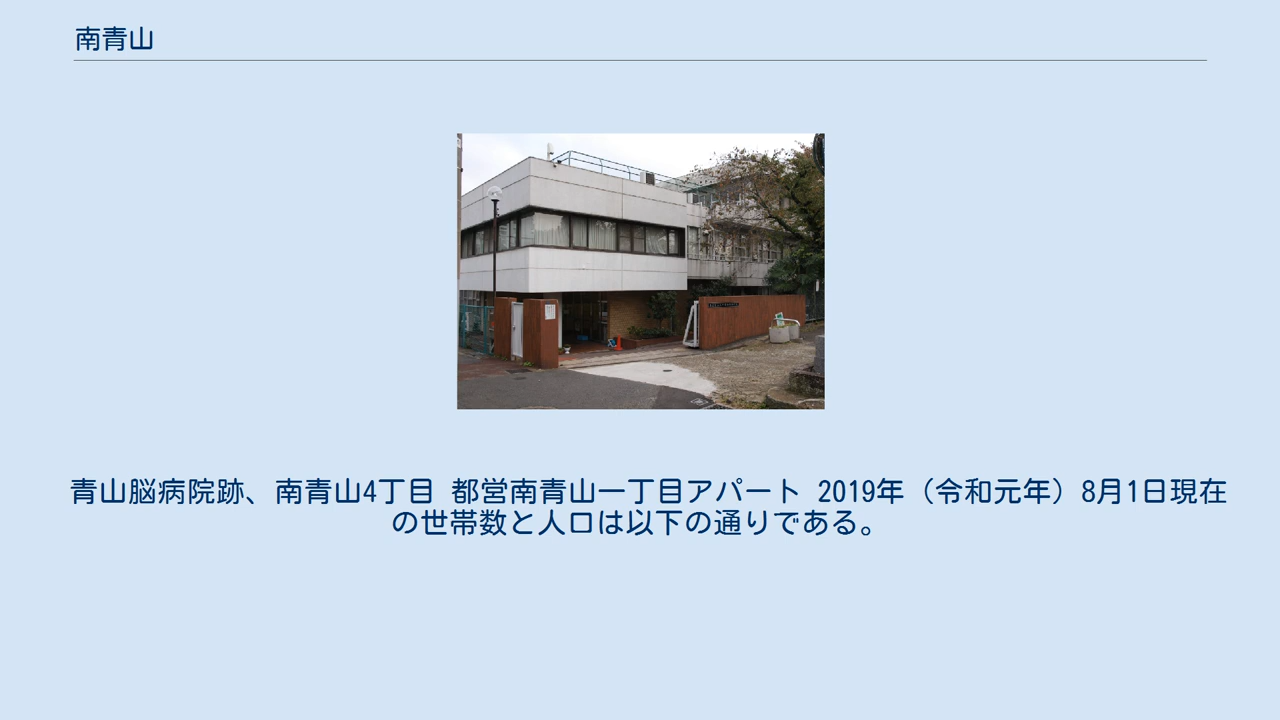 南青山
青山脳病院跡、南青山4丁目 都営南青山一丁目アパート 2019年（令和元年）8月1日現在
の世帯数と人口は以下の通りである。